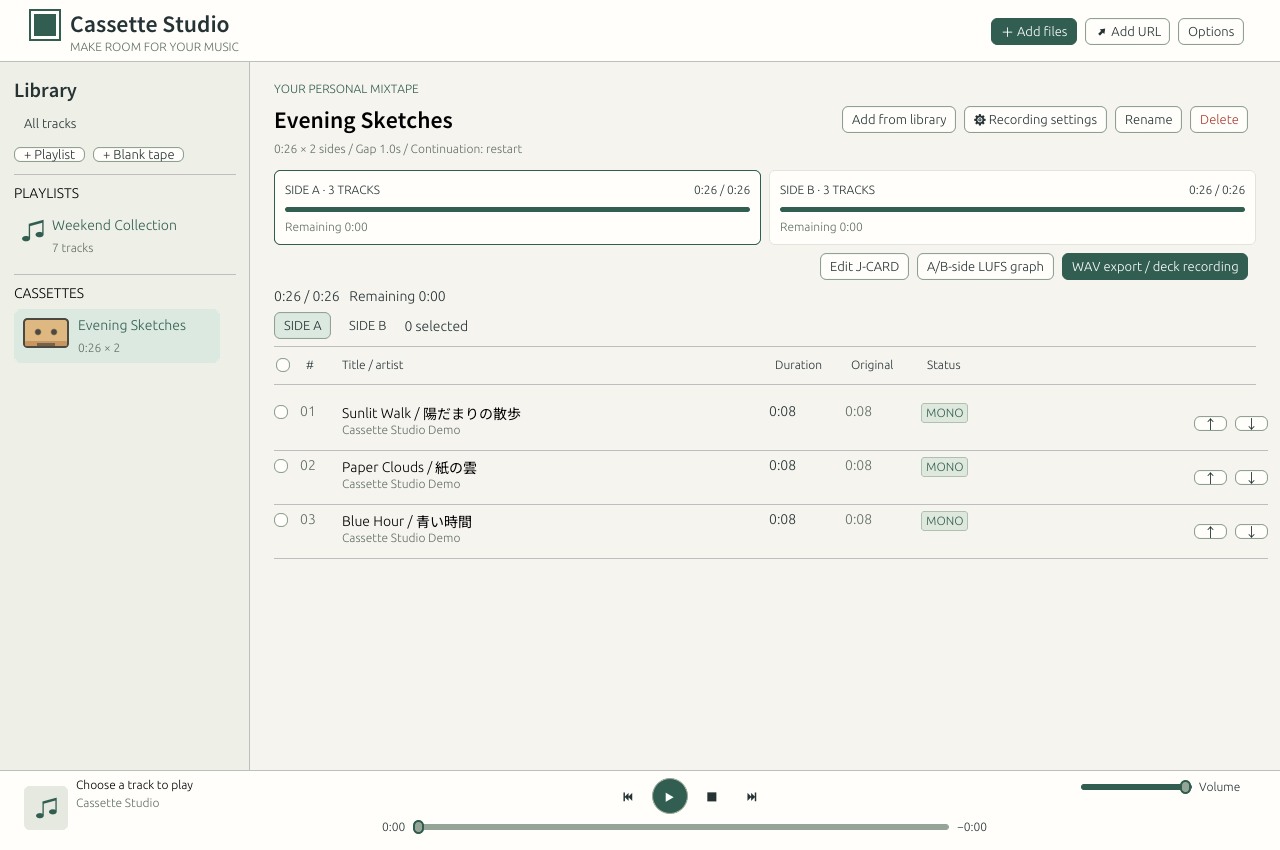 Cassette Studio
MAKE ROOM FOR YOUR MUSIC
+ Add files
Add URL
Options
Library
All tracks
+ Playlist
+ Blank tape
PLAYLISTS
Weekend Collection
7 tracks
CASSETTES
Evening Sketches
0:26 × 2
YOUR PERSONAL MIXTAPE
Evening Sketches
Add from library
Recording settings
Rename
Delete
0:26 × 2 sides / Gap 1.0s / Continuation: restart
SIDE A · 3 TRACKS 0:26 / 0:26
Remaining 0:00
SIDE B · 3 TRACKS 0:26 / 0:26
Remaining 0:00
Edit J-CARD
A/B-side LUFS graph
WAV export / deck recording
0:26 / 0:26 Remaining 0:00
SIDE A SIDE B 0 selected
# Title / artist Duration Original Status
01 Sunlit Walk / 陽だまりの散歩 0:08 0:08 MONO ↑ ↓
Cassette Studio Demo
02 Paper Clouds / 紙の雲 0:08 0:08 MONO ↑ ↓
Cassette Studio Demo
03 Blue Hour / 青い時間 0:08 0:08 MONO ↑ ↓
Cassette Studio Demo
Choose a track to play
Cassette Studio
0:00 −0:00
Volume